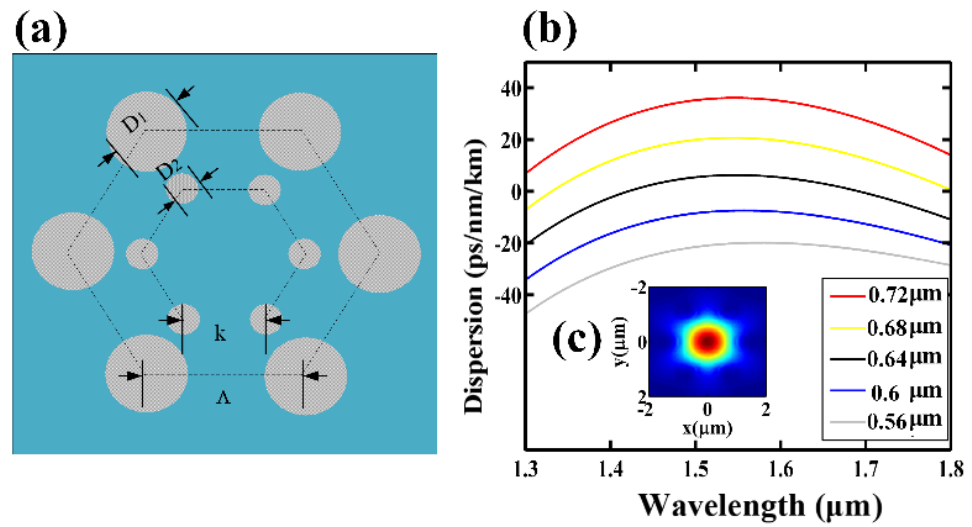 (a)
D1
D2
k
Λ
(b)
Dispersion (ps/nm/km)
40
20
0
-20
-40
1.3
1.4
1.5
1.6
1.7
1.8
Wavelength (μm)
0.72μm
0.68μm
0.64μm
0.6 μm
0.56μm
(c)
y(μm)
-2
0
2
-2
0
2
x(μm)